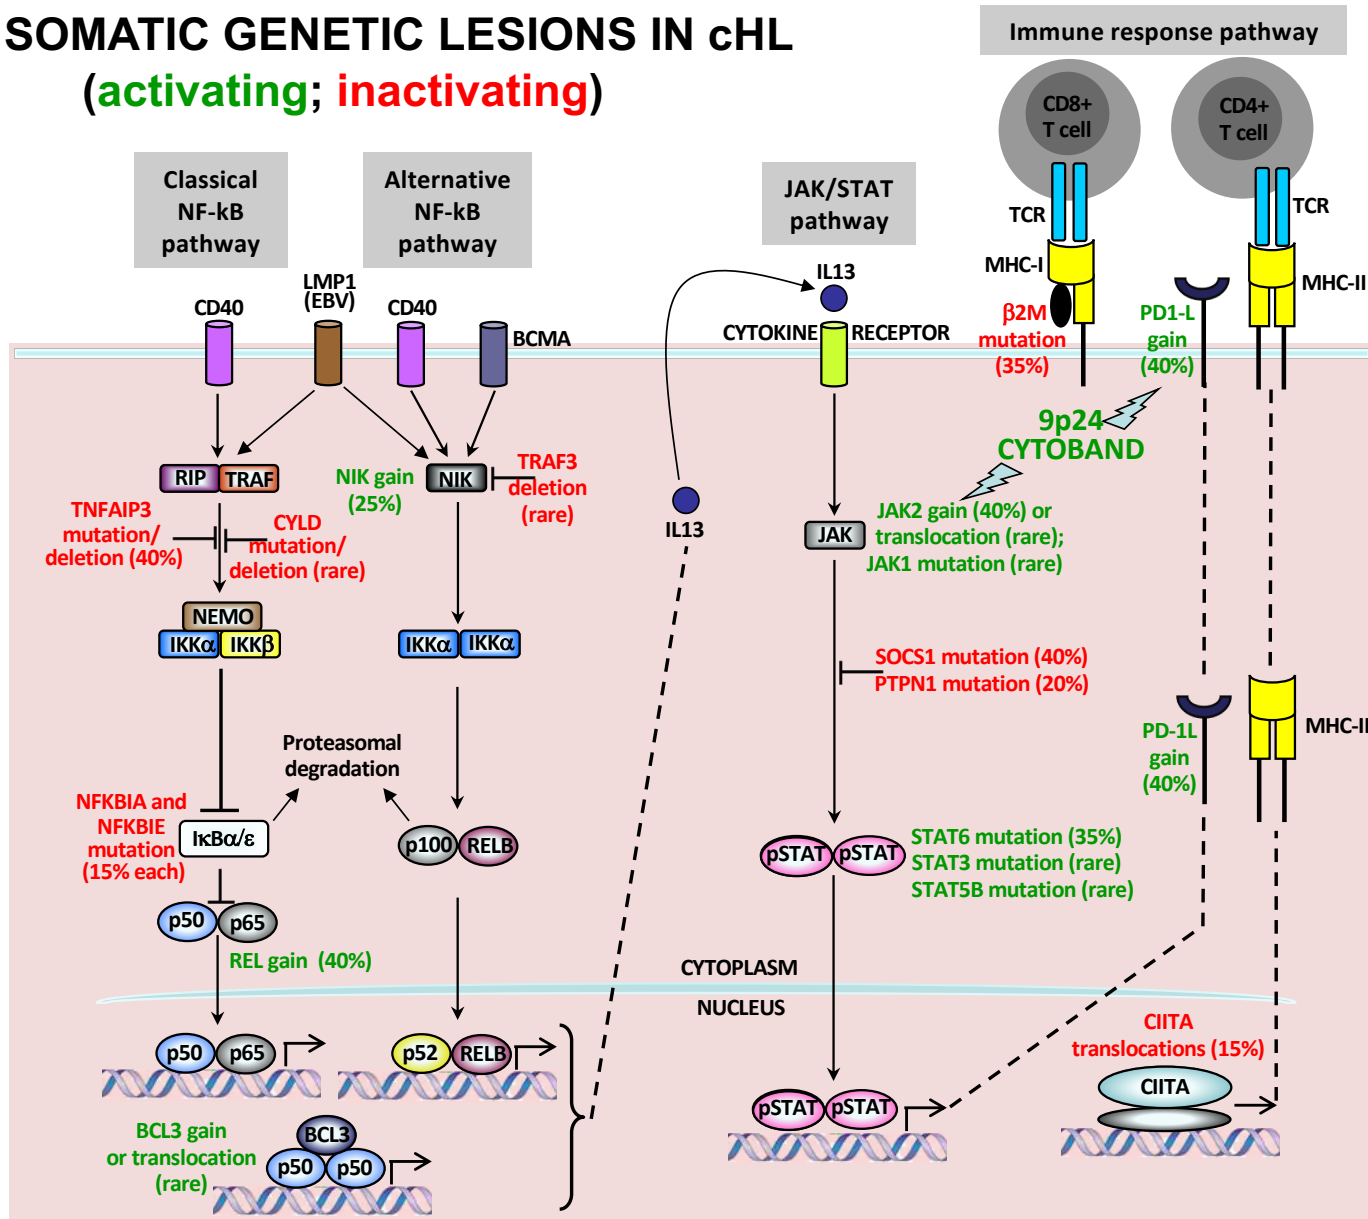 SOMATIC GENETIC LESIONS IN cHL
(activating; inactivating)
Immune response pathway
CD8+
T cell
CD4+
T cell
Classical
NF-kB
pathway
Alternative
NF-kB
pathway
JAK/STAT
pathway
TCR
TCR
MHC-I
MHC-II
LMP1
(EBV)
CD40
CD40
BCMA
IL13
CYTOKINE
RECEPTOR
β2M
mutation
(35%)
PD1-L
gain
(40%)
9p24
CYTOBAND
RIP
TRAF
NIK gain
(25%)
NIK
TRAF3
deletion
(rare)
IL13
TNFAIP3
mutation/
deletion (40%)
CYLD
mutation/
deletion (rare)
JAK
JAK2 gain (40%) or
translocation (rare);
JAK1 mutation (rare)
NEMO
IKKα
IKKβ
IKKα
IKKα
SOCS1 mutation (40%)
PTPN1 mutation (20%)
Proteasomal
degradation
PD-1L
gain
(40%)
MHC-II
NFKBIA and
NFKBIE
mutation
(15% each)
IκBα/ε
p100
RELB
pSTAT
pSTAT
STAT6 mutation (35%)
STAT3 mutation (rare)
STAT5B mutation (rare)
p50
p65
REL gain (40%)
CYTOPLASM
NUCLEUS
p50
p65
p52
RELB
CIITA
translocations (15%)
CIITA
pSTAT
pSTAT
BCL3 gain
or translocation
(rare)
BCL3
p50
p50